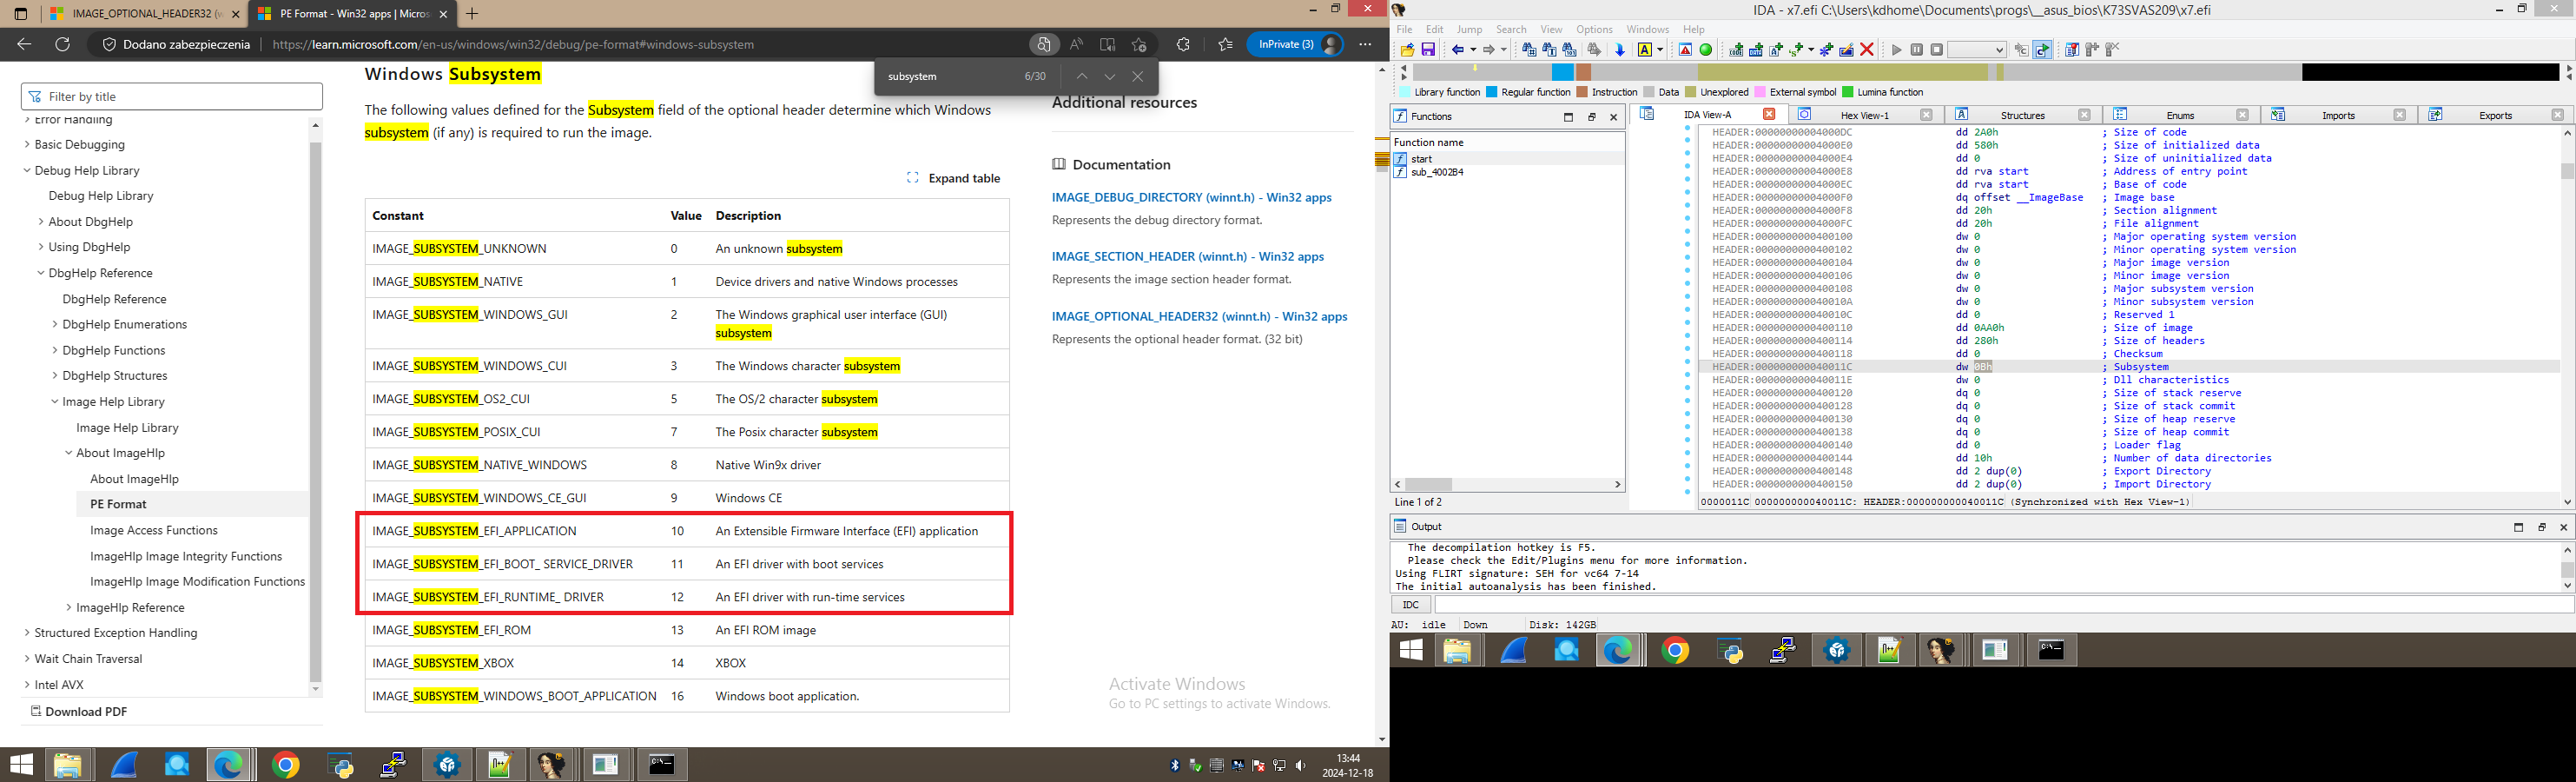 IMAGE_OPTIONAL_HEADER32 (w
PE Format - Win32 apps | Micros
Dodano zabezpieczenia
https://learn.microsoft.com/en-us/windows/win32/debug/pe-format#windows-subsystem
InPrivate (3)
subsystem
6/30
Filter by title
Error Handling
Basic Debugging
Debug Help Library
Debug Help Library
About DbgHelp
Using DbgHelp
DbgHelp Reference
DbgHelp Reference
DbgHelp Enumerations
DbgHelp Functions
DbgHelp Structures
Image Help Library
Image Help Library
About ImageHlp
About ImageHlp
PE Format
Image Access Functions
ImageHlp Image Integrity Functions
ImageHlp Image Modification Functions
ImageHlp Reference
Structured Exception Handling
Wait Chain Traversal
Intel AVX
Download PDF
Windows Subsystem
The following values defined for the Subsystem field of the optional header determine which Windows
subsystem (if any) is required to run the image.
Expand table
Constant Value Description
IMAGE_SUBSYSTEM_UNKNOWN 0 An unknown subsystem
IMAGE_SUBSYSTEM_NATIVE 1 Device drivers and native Windows processes
IMAGE_SUBSYSTEM_WINDOWS_GUI 2 The Windows graphical user interface (GUI)
subsystem
IMAGE_SUBSYSTEM_WINDOWS_CUI 3 The Windows character subsystem
IMAGE_SUBSYSTEM_OS2_CUI 5 The OS/2 character subsystem
IMAGE_SUBSYSTEM_POSIX_CUI 7 The Posix character subsystem
IMAGE_SUBSYSTEM_NATIVE_WINDOWS 8 Native Win9x driver
IMAGE_SUBSYSTEM_WINDOWS_CE_GUI 9 Windows CE
IMAGE_SUBSYSTEM_EFI_APPLICATION 10 An Extensible Firmware Interface (EFI) application
IMAGE_SUBSYSTEM_EFI_BOOT_ SERVICE_DRIVER 11 An EFI driver with boot services
IMAGE_SUBSYSTEM_EFI_RUNTIME_ DRIVER 12 An EFI driver with run-time services
IMAGE_SUBSYSTEM_EFI_ROM 13 An EFI ROM image
IMAGE_SUBSYSTEM_XBOX 14 XBOX
IMAGE_SUBSYSTEM_WINDOWS_BOOT_APPLICATION 16 Windows boot application.
Additional resources
Documentation
IMAGE_DEBUG_DIRECTORY (winnt.h) - Win32 apps
Represents the debug directory format.
IMAGE_SECTION_HEADER (winnt.h) - Win32 apps
Represents the image section header format.
IMAGE_OPTIONAL_HEADER32 (winnt.h) - Win32 apps
Represents the optional header format. (32 bit)
Activate Windows
Go to PC settings to activate Windows.
13:44
2024-12-18
IDA - x7.efi C:\Users\kdhome\Documents\progs\__asus_bios\K73SVAS209\x7.efi
File Edit Jump Search View Options Windows Help
Library function Regular function Instruction Data Unexplored External symbol Lumina function
Functions
Function name
start
sub_4002B4
Line 1 of 2
IDA View-A Hex View-1 Structures Enums Imports Exports
HEADER:00000000004000DC dd 2A0h ; Size of code
HEADER:00000000004000E0 dd 580h ; Size of initialized data
HEADER:00000000004000E4 dd 0 ; Size of uninitialized data
HEADER:00000000004000E8 dd rva start ; Address of entry point
HEADER:00000000004000EC dd rva start ; Base of code
HEADER:00000000004000F0 dq offset __ImageBase ; Image base
HEADER:00000000004000F8 dd 20h ; Section alignment
HEADER:00000000004000FC dd 20h ; File alignment
HEADER:0000000000400100 dw 0 ; Major operating system version
HEADER:0000000000400102 dw 0 ; Minor operating system version
HEADER:0000000000400104 dw 0 ; Major image version
HEADER:0000000000400106 dw 0 ; Minor image version
HEADER:0000000000400108 dw 0 ; Major subsystem version
HEADER:000000000040010A dw 0 ; Minor subsystem version
HEADER:000000000040010C dd 0 ; Reserved 1
HEADER:0000000000400110 dd 0AA0h ; Size of image
HEADER:0000000000400114 dd 280h ; Size of headers
HEADER:0000000000400118 dd 0 ; Checksum
HEADER:000000000040011C dw 0Bh ; Subsystem
HEADER:000000000040011E dw 0 ; Dll characteristics
HEADER:0000000000400120 dq 0 ; Size of stack reserve
HEADER:0000000000400128 dq 0 ; Size of stack commit
HEADER:0000000000400130 dq 0 ; Size of heap reserve
HEADER:0000000000400138 dq 0 ; Size of heap commit
HEADER:0000000000400140 dd 0 ; Loader flag
HEADER:0000000000400144 dd 10h ; Number of data directories
HEADER:0000000000400148 dd 2 dup(0) ; Export Directory
HEADER:0000000000400150 dd 2 dup(0) ; Import Directory
0000011C 000000000040011C: HEADER:000000000040011C (Synchronized with Hex View-1)
Output
The decompilation hotkey is F5.
Please check the Edit/Plugins menu for more information.
Using FLIRT signature: SEH for vc64 7-14
The initial autoanalysis has been finished.
IDC
AU: idle Down Disk: 142GB